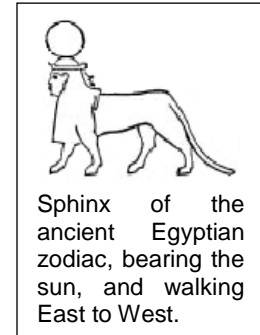 Sphinx of the
ancient Egyptian
zodiac, bearing the
sun, and walking
East to West.